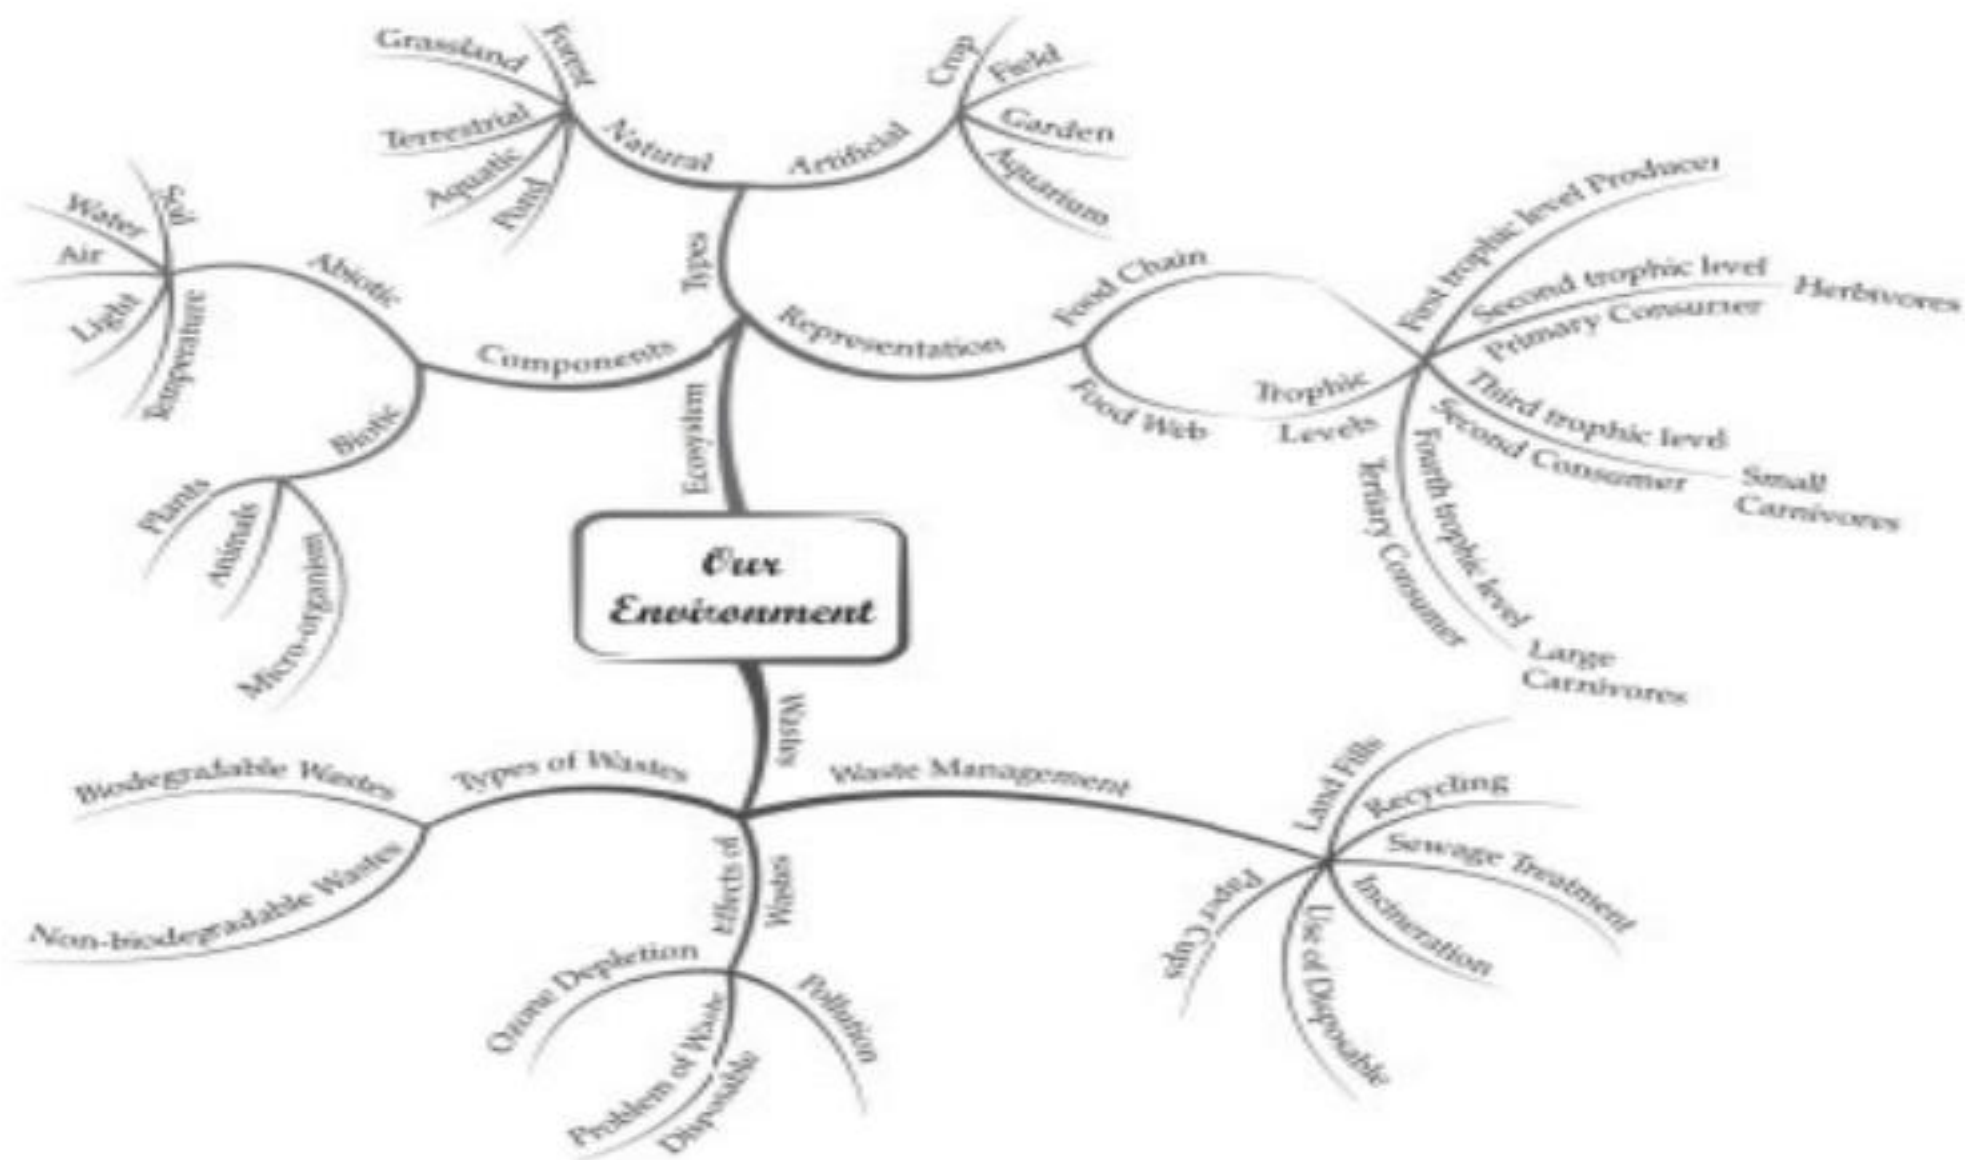 Our
Environment
Ecosystem
Types
Natural
Forest
Grassland
Terrestrial
Aquatic
Pond
Artificial
Crop
Field
Garden
Aquarium
Components
Abiotic
Soil
Water
Air
Light
Temperature
Biotic
Plants
Animals
Micro-organism
Representation
Food Chain
Food Web
Trophic
Levels
First trophic level Producer
Second trophic level
Primary Consumer
Herbivores
Third trophic level
Second Consumer
Small
Carnivores
Fourth trophic level
Tertiary Consumer
Large
Carnivores
Wastes
Types of Wastes
Biodegradable Wastes
Non-biodegradable Wastes
Effects of
Wastes
Ozone Depletion
Problem of Waste
Disposable
Pollution
Waste Management
Land Fills
Recycling
Sewage Treatment
Incineration
Use of Disposable
Paper Cups